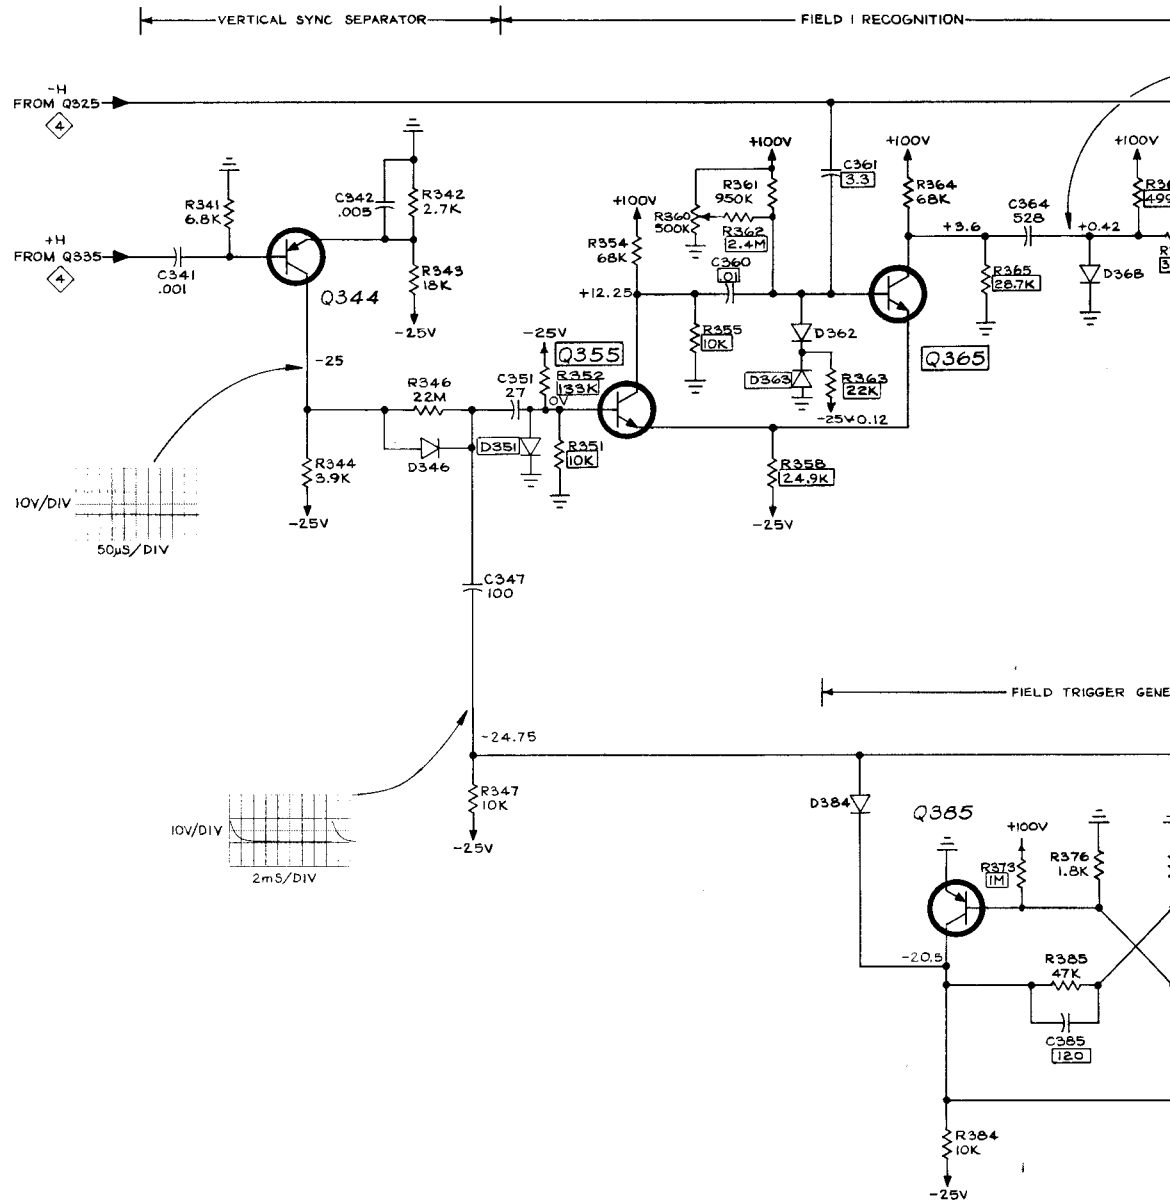 VERTICAL SYNC SEPARATOR
FIELD 1 RECOGNITION
-H
FROM Q325
4
+H
FROM Q335
4
R341
6.8K
C341
.001
C342
.005
R342
2.7K
R343
18K
-25V
Q344
-25
R344
3.9K
-25V
10V/DIV
50µS/DIV
R346
22M
D346
C351
27
D351
-25V
R352
133K
0V
R351
10K
Q355
+100V
R354
68K
+12.25
R355
10K
C360
.01
R360
500K
R361
950K
R362
2.4M
+100V
C361
3.3
D362
D363
R363
22K
-25V
+0.12
R358
24.9K
-25V
Q365
+100V
R364
68K
+3.6
R365
28.7K
C364
528
+0.42
D368
+100V
C347
100
-24.75
R347
10K
-25V
10V/DIV
2mS/DIV
FIELD TRIGGER GENE
D384
Q385
+100V
R373
1M
R376
1.8K
-20.5
R385
47K
C385
120
R384
10K
-25V